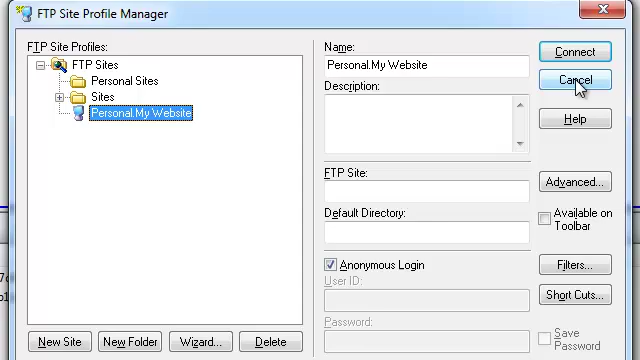 FTP Site Profile Manager
FTP Site Profiles:
FTP Sites
Personal Sites
Sites
Personal.My Website
New Site
New Folder
Wizard...
Delete
Name:
Personal.My Website
Description:
FTP Site:
Default Directory:
Anonymous Login
User ID:
Password:
Connect
Cancel
Help
Advanced...
Available on
Toolbar
Filters...
Short Cuts...
Save
Password